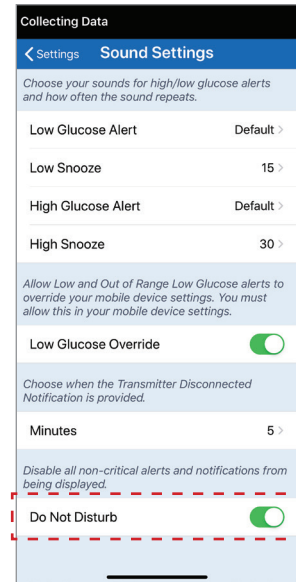 Collecting Data
Settings Sound Settings
Choose your sounds for high/low glucose alerts
and how often the sound repeats.
Low Glucose Alert Default
Low Snooze 15
High Glucose Alert Default
High Snooze 30
Allow Low and Out of Range Low Glucose alerts to
override your mobile device settings. You must
allow this in your mobile device settings.
Low Glucose Override
Choose when the Transmitter Disconnected
Notification is provided.
Minutes 5
Disable all non-critical alerts and notifications from
being displayed.
Do Not Disturb